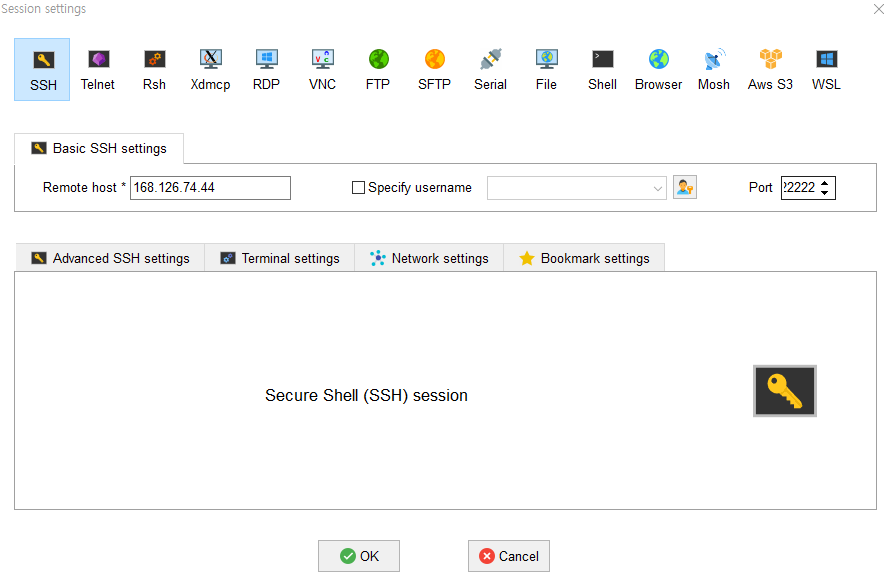 Session settings
SSH Telnet Rsh Xdmcp RDP VNC FTP SFTP Serial File Shell Browser Mosh Aws S3 WSL
Basic SSH settings
Remote host * 168.126.74.44 Specify username Port 22222
Advanced SSH settings Terminal settings Network settings Bookmark settings
Secure Shell (SSH) session
OK Cancel